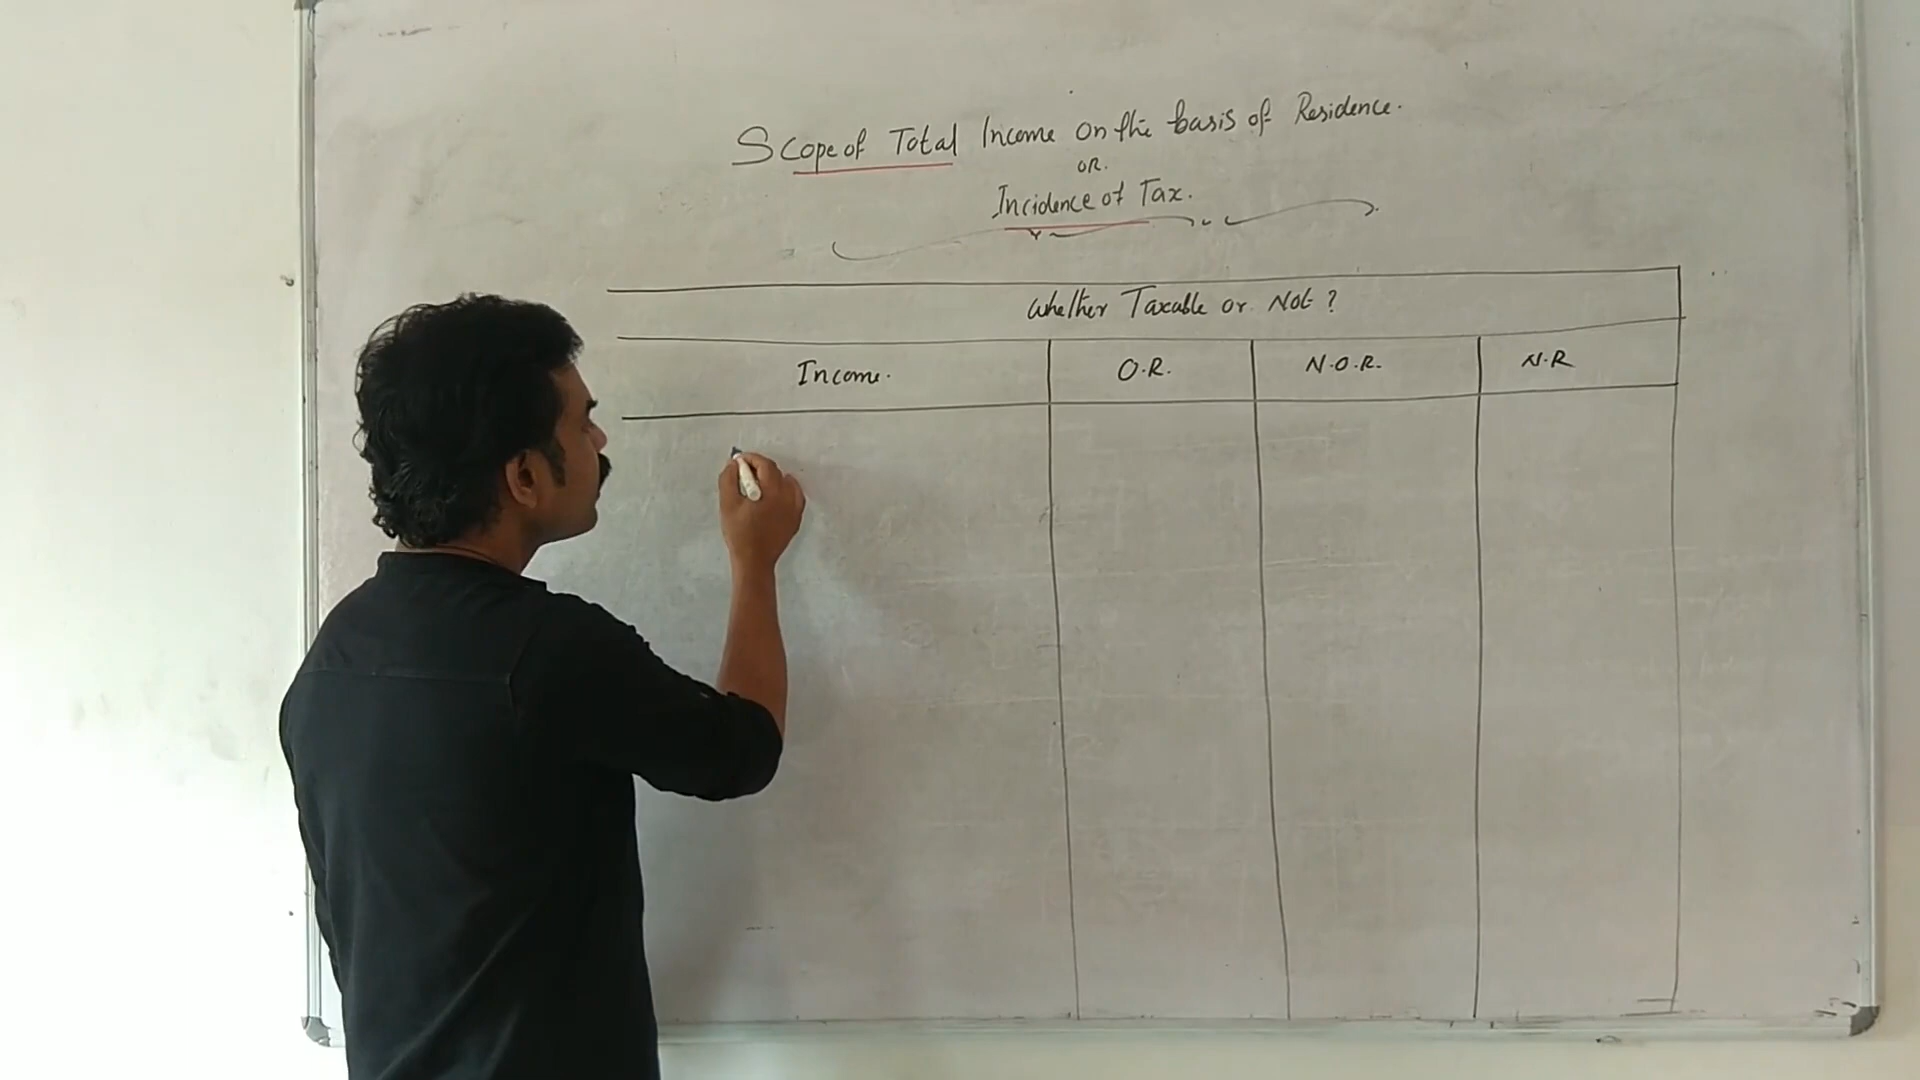 Scope of Total Income on the basis of Residence.
OR.
Incidence of Tax.
Whether Taxable or Not ?
Income. O.R. N.O.R. N.R